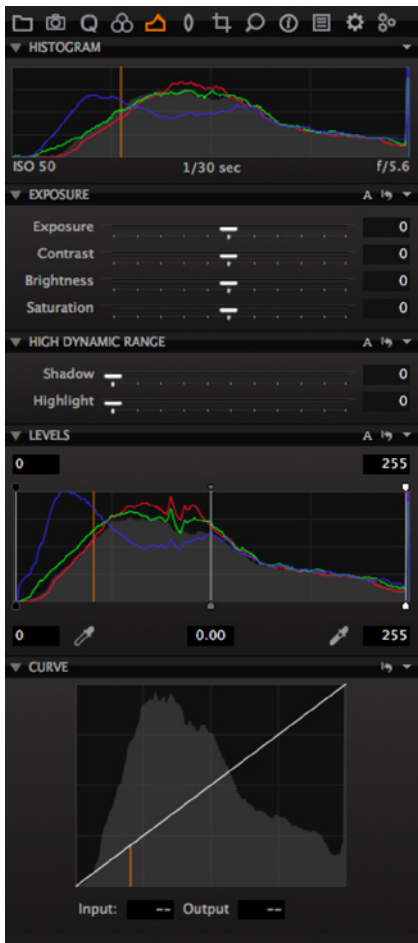 HISTOGRAM
ISO 50 1/30 sec f/5.6
EXPOSURE A
Exposure 0
Contrast 0
Brightness 0
Saturation 0
HIGH DYNAMIC RANGE A
Shadow 0
Highlight 0
LEVELS A
0 255
0 0.00 255
CURVE
Input: -- Output --